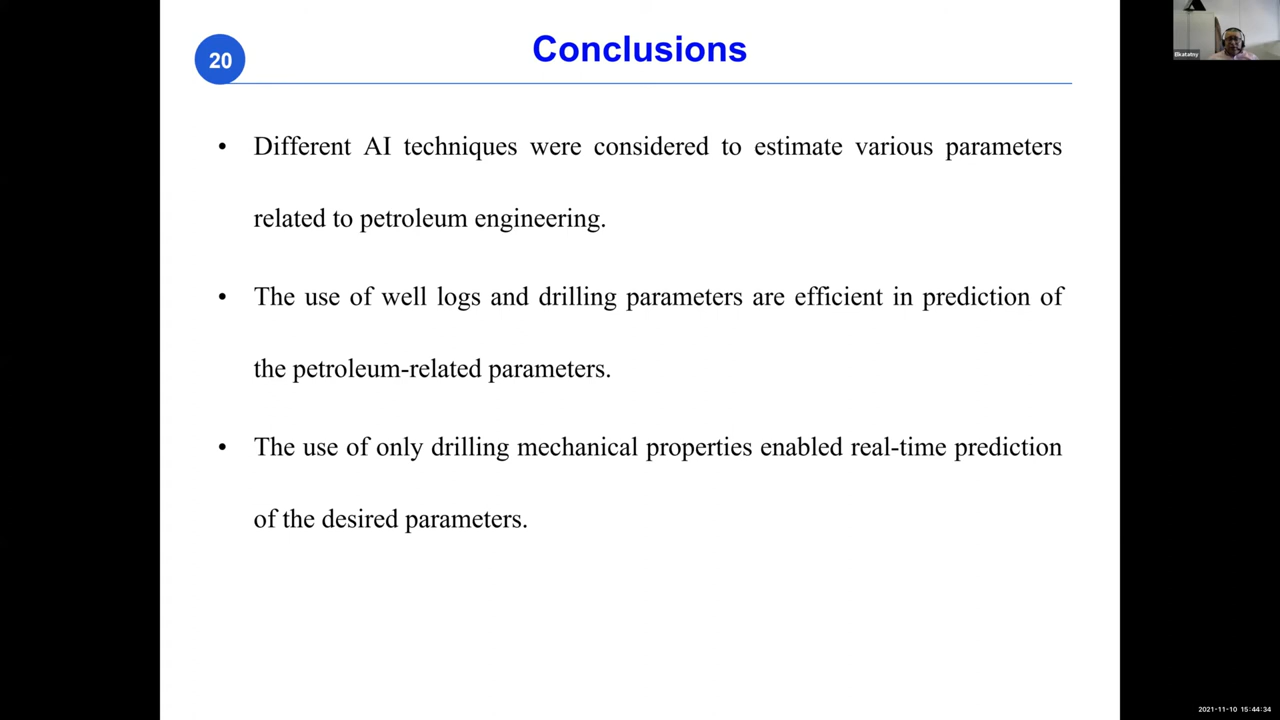 20
Conclusions
Elkatatny
• Different AI techniques were considered to estimate various parameters
related to petroleum engineering.
• The use of well logs and drilling parameters are efficient in prediction of
the petroleum-related parameters.
• The use of only drilling mechanical properties enabled real-time prediction
of the desired parameters.
2021-11-10 15:44:34